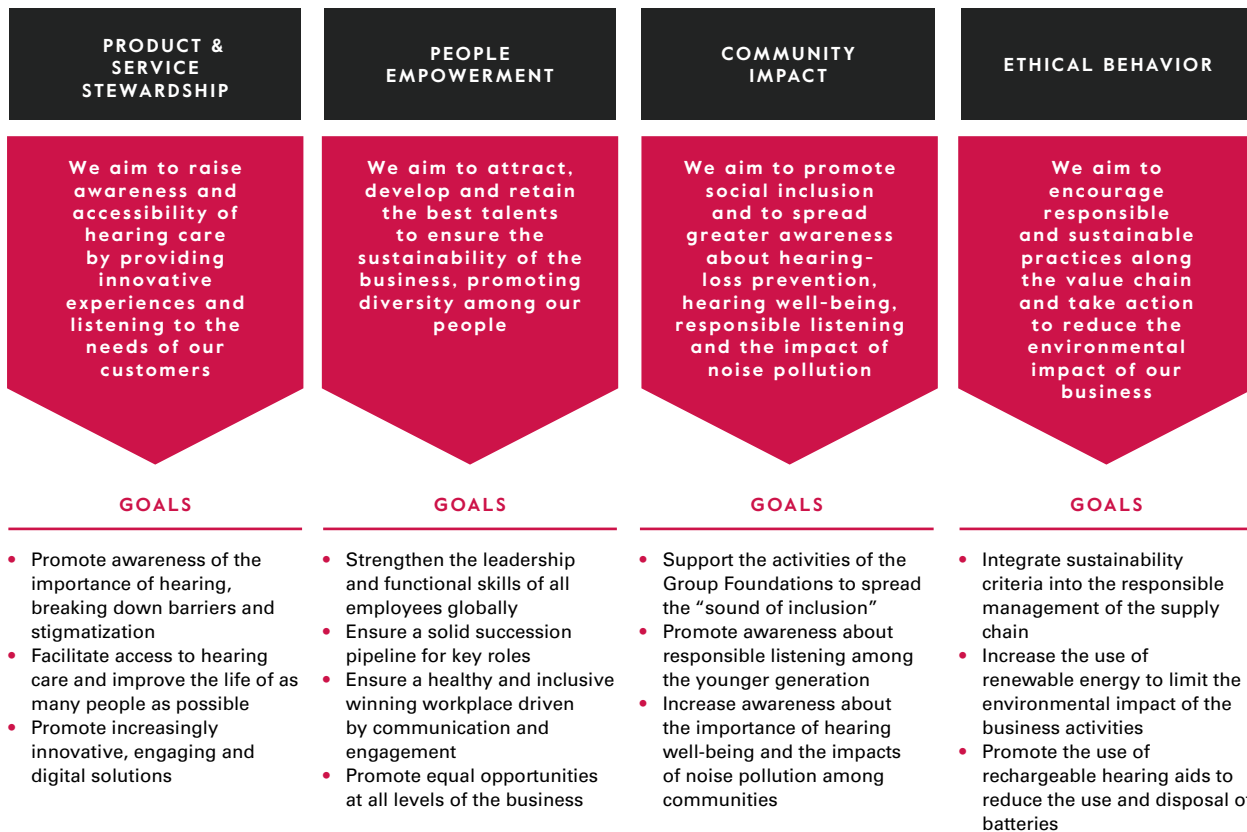 PRODUCT &
SERVICE
STEWARDSHIP
We aim to raise
awareness and
accessibility of
hearing care
by providing
innovative
experiences and
listening to the
needs of our
customers
GOALS
• Promote awareness of the
importance of hearing,
breaking down barriers and
stigmatization
• Facilitate access to hearing
care and improve the life of as
many people as possible
• Promote increasingly
innovative, engaging and
digital solutions
PEOPLE
EMPOWERMENT
We aim to attract,
develop and retain
the best talents
to ensure the
sustainability of the
business, promoting
diversity among our
people
GOALS
• Strengthen the leadership
and functional skills of all
employees globally
• Ensure a solid succession
pipeline for key roles
• Ensure a healthy and inclusive
winning workplace driven
by communication and
engagement
• Promote equal opportunities
at all levels of the business
COMMUNITY
IMPACT
We aim to promote
social inclusion
and to spread
greater awareness
about hearing-
loss prevention,
hearing well-being,
responsible listening
and the impact of
noise pollution
GOALS
• Support the activities of the
Group Foundations to spread
the “sound of inclusion”
• Promote awareness about
responsible listening among
the younger generation
• Increase awareness about
the importance of hearing
well-being and the impacts
of noise pollution among
communities
ETHICAL BEHAVIOR
We aim to
encourage
responsible
and sustainable
practices along
the value chain
and take action
to reduce the
environmental
impact of our
business
GOALS
• Integrate sustainability
criteria into the responsible
management of the supply
chain
• Increase the use of
renewable energy to limit the
environmental impact of the
business activities
• Promote the use of
rechargeable hearing aids to
reduce the use and disposal of
batteries